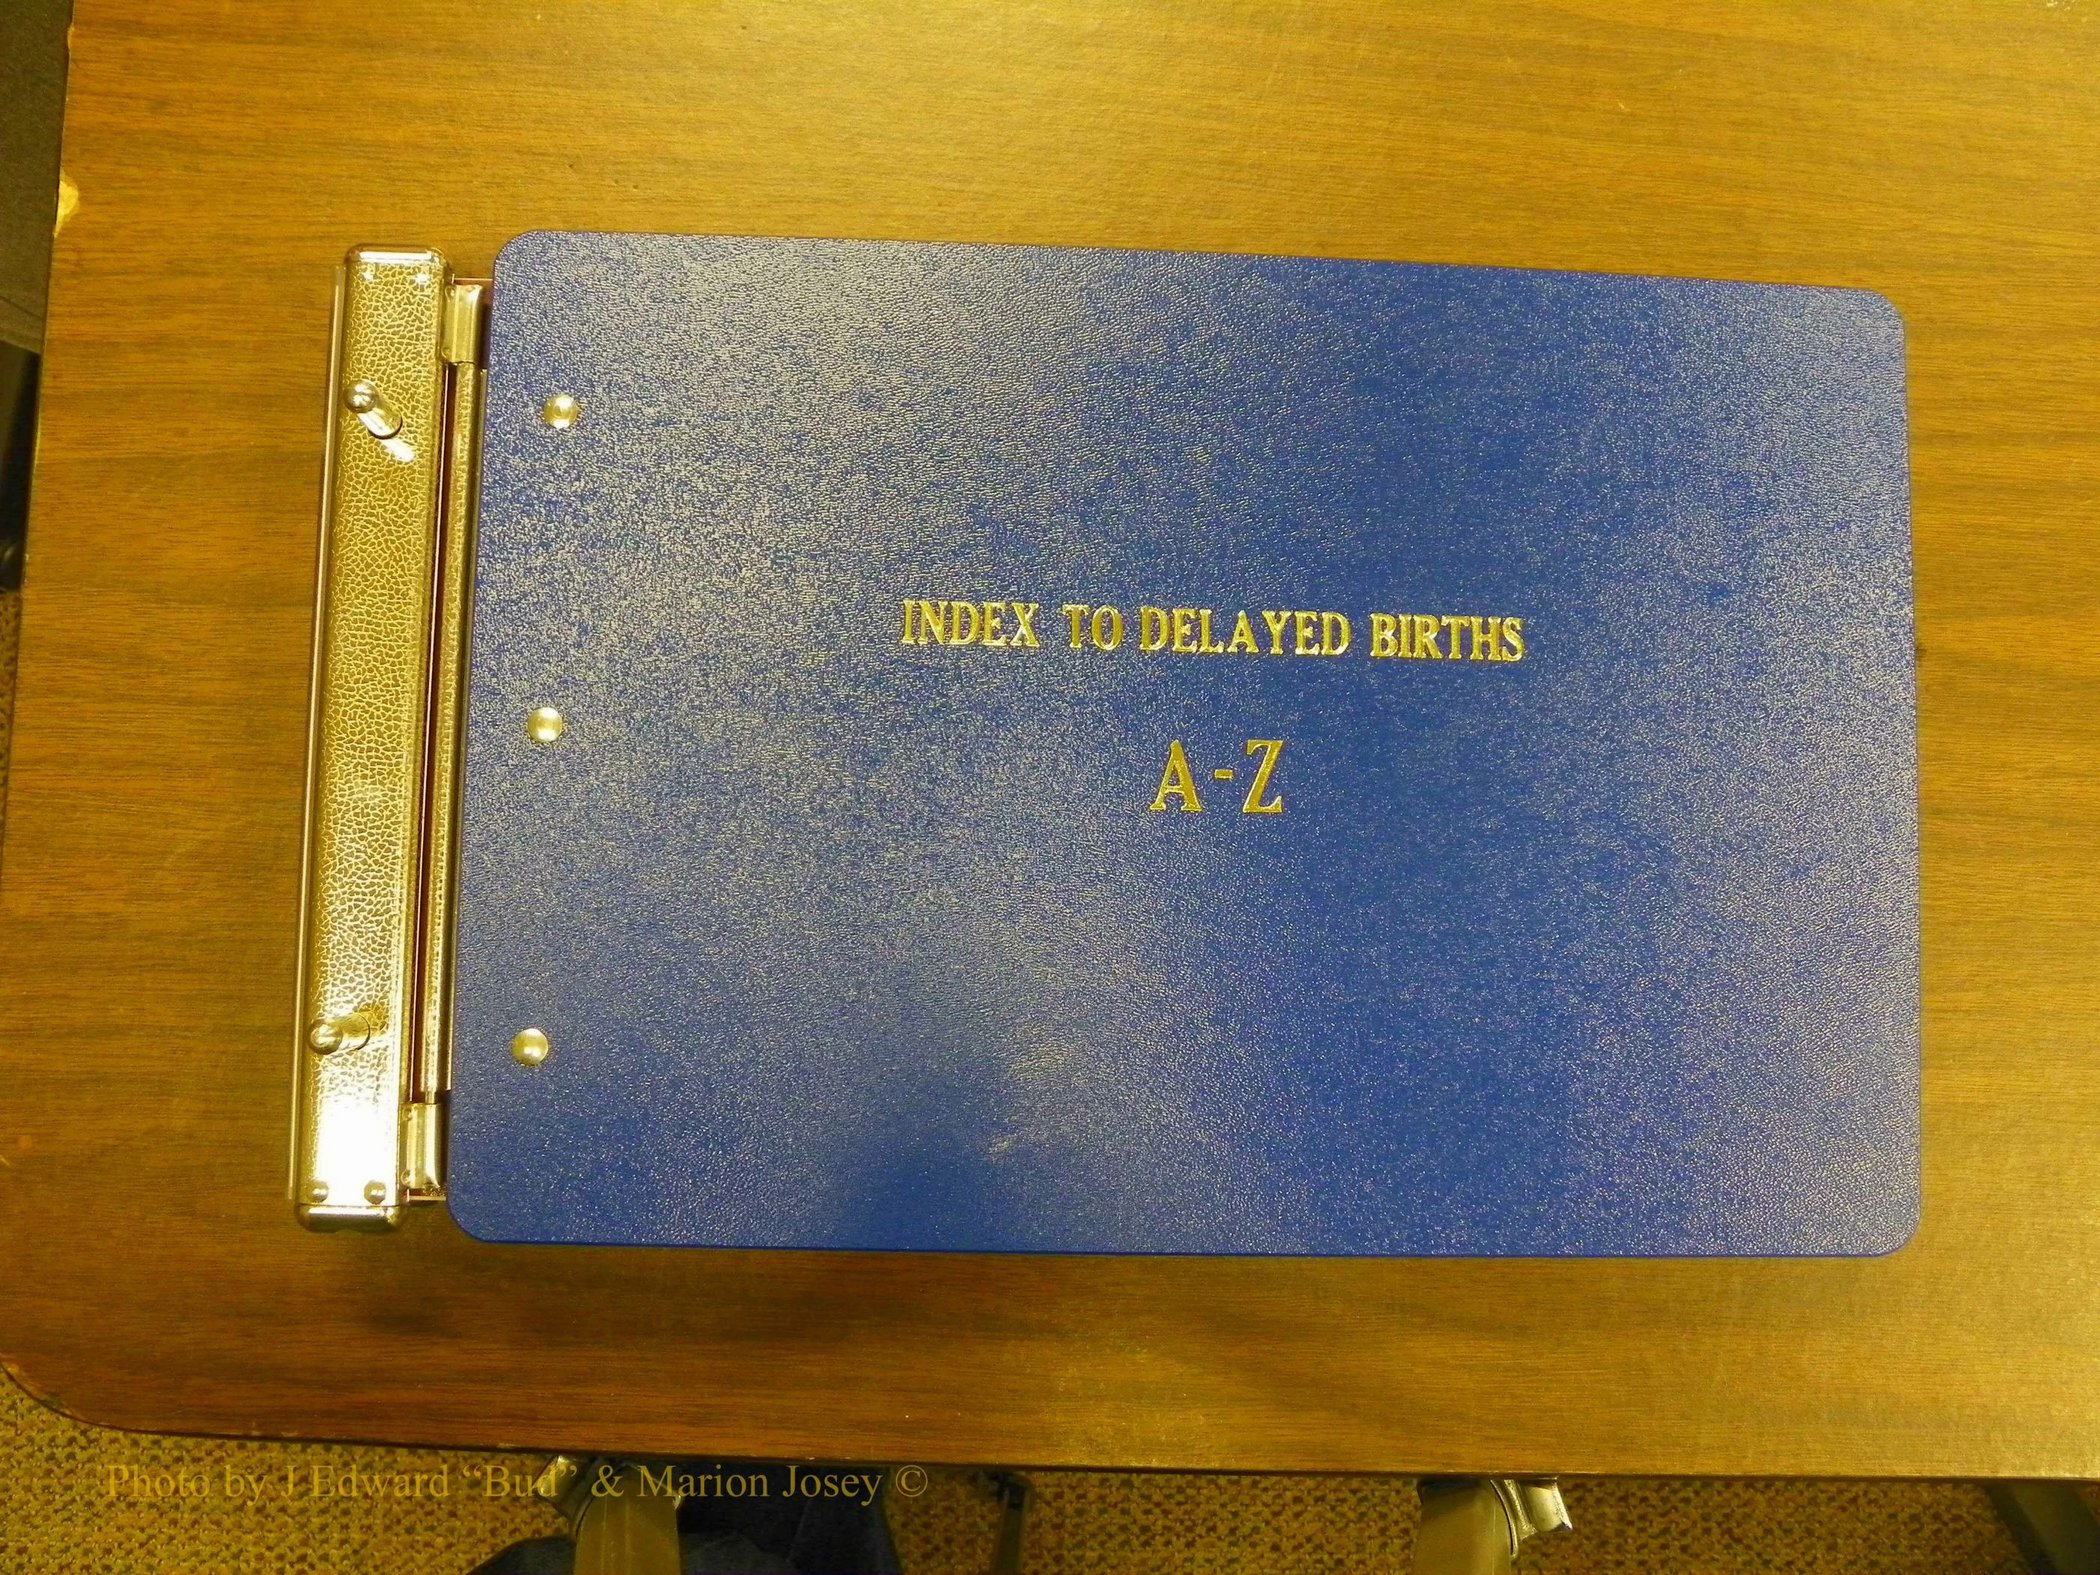 INDEX TO DELAYED BIRTHS
A-Z
Photo by J Edward “Bud” & Marion Josey ©